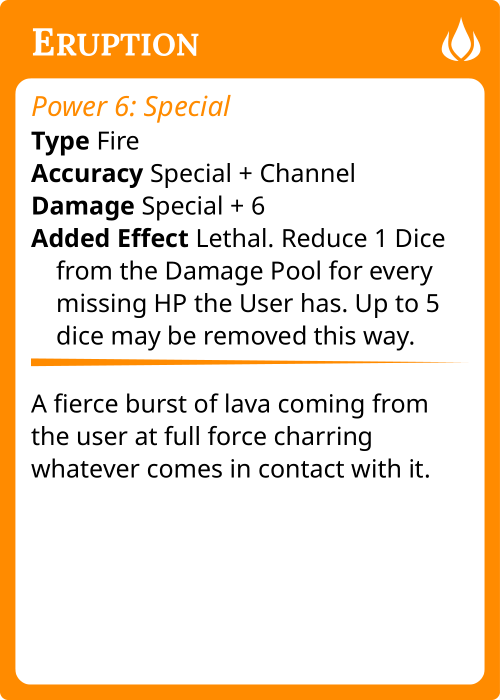 ERUPTION
Power 6: Special
Type Fire
Accuracy Special + Channel
Damage Special + 6
Added Effect Lethal. Reduce 1 Dice
from the Damage Pool for every
missing HP the User has. Up to 5
dice may be removed this way.
A fierce burst of lava coming from
the user at full force charring
whatever comes in contact with it.